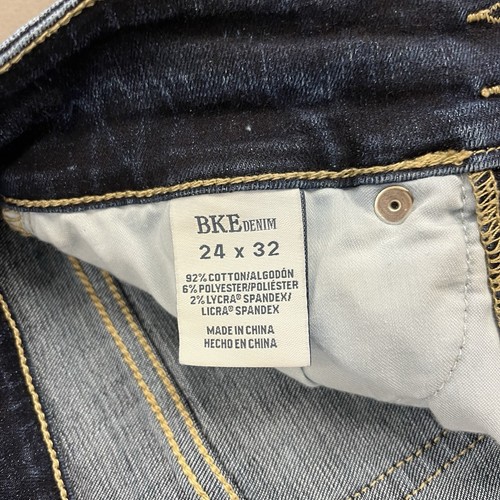 BKE DENIM
24 x 32
92% COTTON/ALGODÓN
6% POLYESTER/POLIÉSTER
2% LYCRA® SPANDEX/
LICRA® SPANDEX
MADE IN CHINA
HECHO EN CHINA